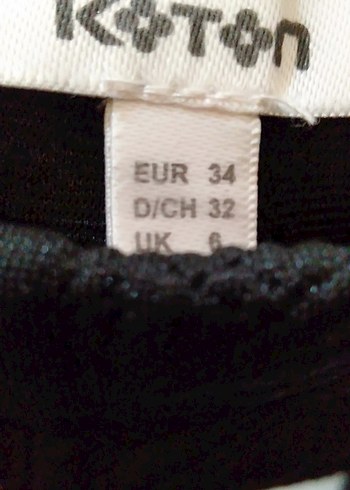 KOTON
EUR 34
D/CH 32
UK 6